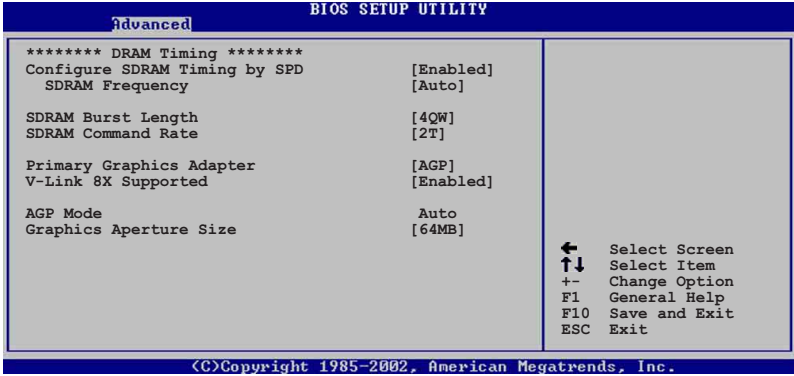 BIOS SETUP UTILITY
Advanced
******** DRAM Timing ********
Configure SDRAM Timing by SPD [Enabled]
SDRAM Frequency [Auto]
SDRAM Burst Length [4QW]
SDRAM Command Rate [2T]
Primary Graphics Adapter [AGP]
V-Link 8X Supported [Enabled]
AGP Mode Auto
Graphics Aperture Size [64MB]
← Select Screen
↑↓ Select Item
+- Change Option
F1 General Help
F10 Save and Exit
ESC Exit
(C)Copyright 1985-2002, American Megatrends, Inc.